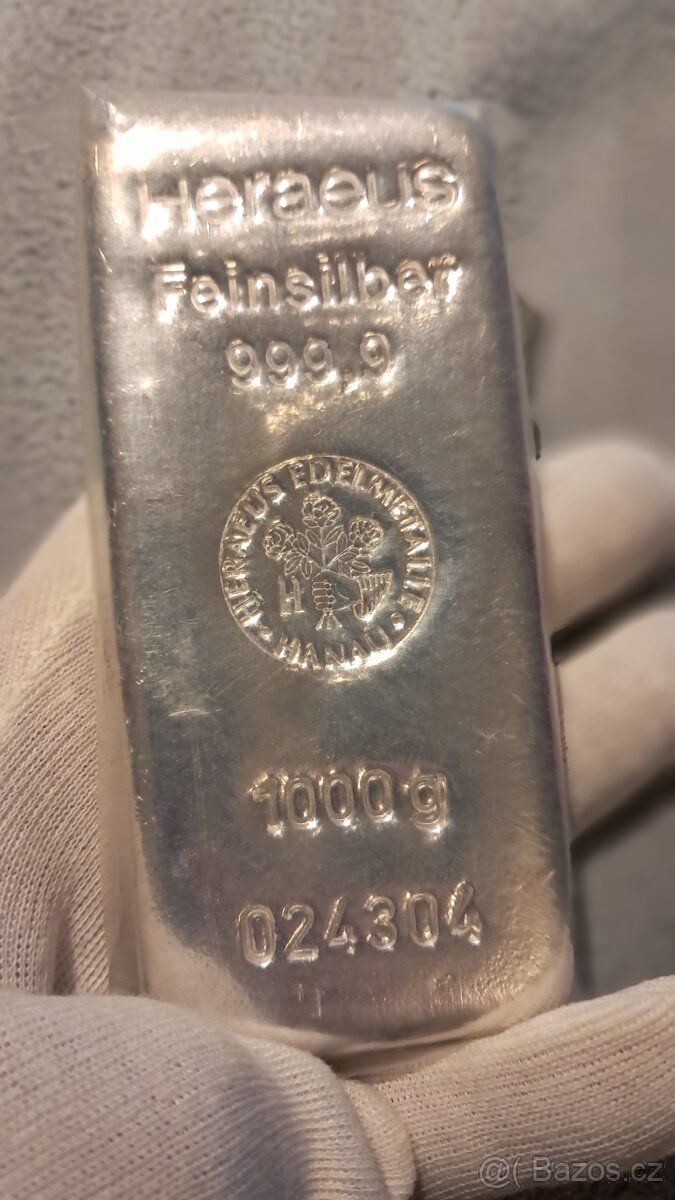 Heraeus
Feinsilber
999,9
HERAEUS EDELMETALLE
H
• HANAU •
1000 g
024304
@( Bazos.cz